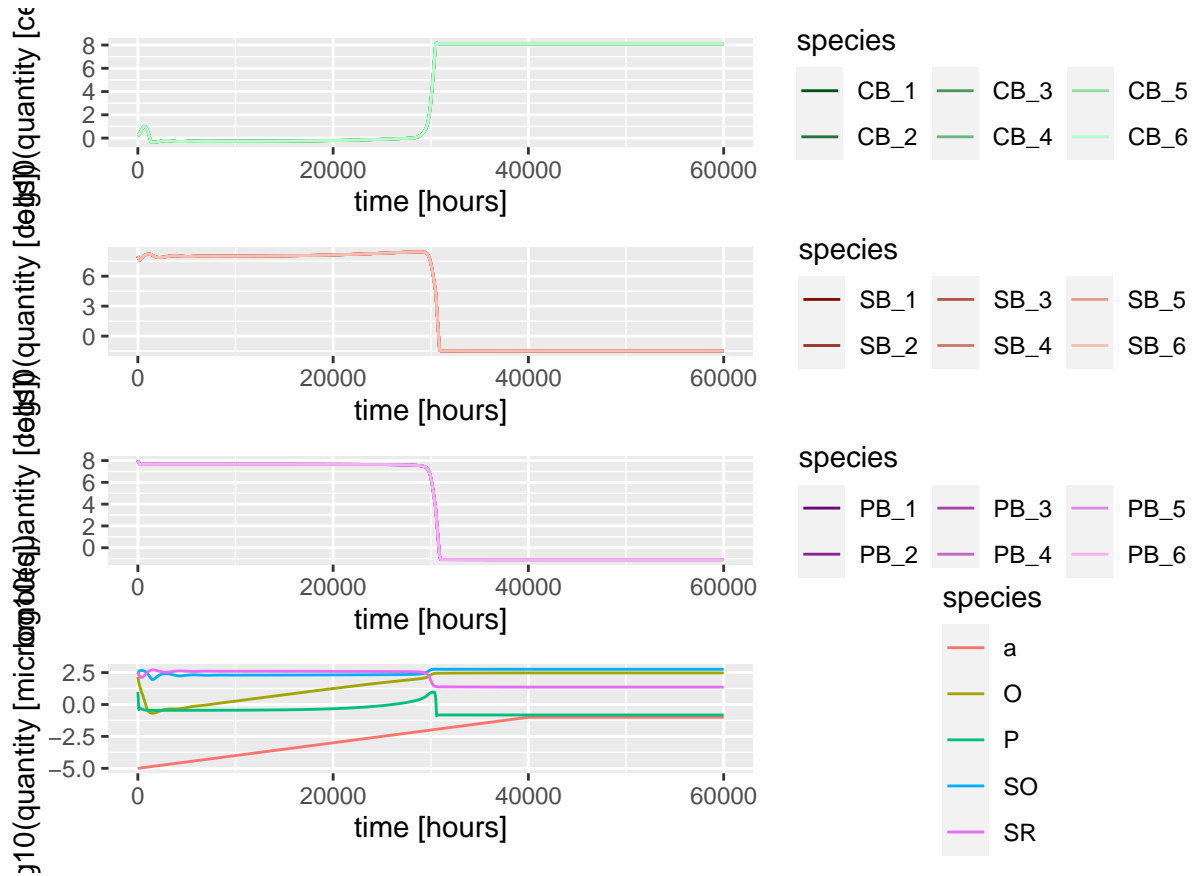 species
8
6
4
2
0
CB_1 CB_3 CB_5
CB_2 CB_4 CB_6
0 20000 40000 60000
time [hours]
species
6
3
0
SB_1 SB_3 SB_5
SB_2 SB_4 SB_6
0 20000 40000 60000
time [hours]
species
8
6
4
2
0
PB_1 PB_3 PB_5
PB_2 PB_4 PB_6
0 20000 40000 60000
time [hours]
species
2.5
0.0
−2.5
−5.0
a
O
P
SO
SR
0 20000 40000 60000
time [hours]
(quantity
(quantity
(quantity
(quantity